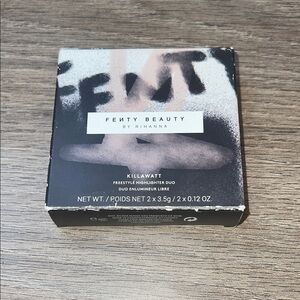 FENTY
FEИTY BEAUTY
BY RIHANNA
KILLAWATT
FREESTYLE HIGHLIGHTER DUO
DUO ENLUMINEUR LIBRE
NET WT. / POIDS NET 2 x 3.5g / 2 x 0.12 OZ